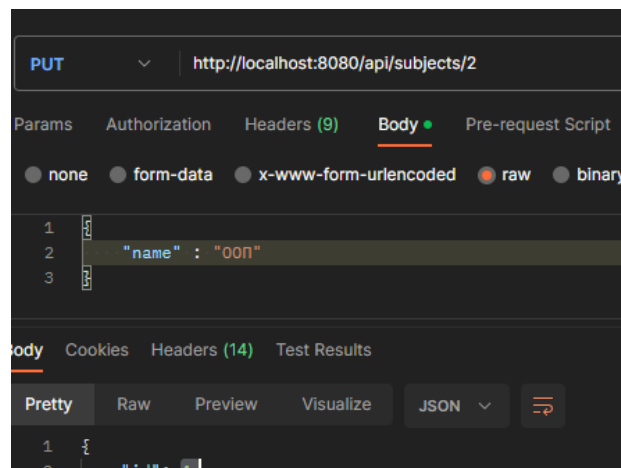 PUT http://localhost:8080/api/subjects/2
Params Authorization Headers (9) Body Pre-request Script
none form-data x-www-form-urlencoded raw binary
1 {
2 "name" : "ООП"
3 }
Body Cookies Headers (14) Test Results
Pretty Raw Preview Visualize JSON
1 {
"id":